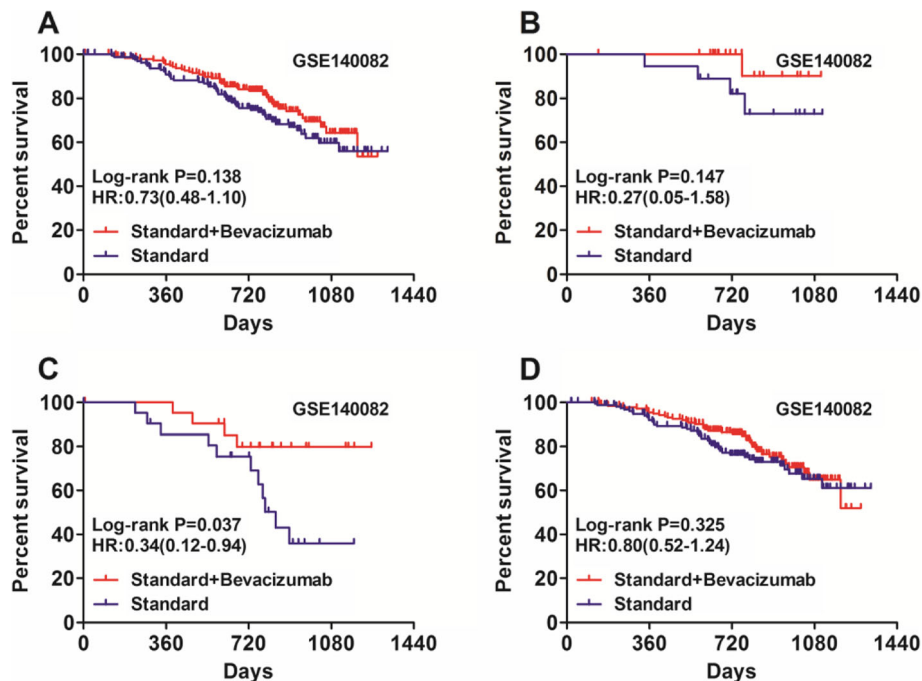 A
Percent survival
100
80
60
40
20
0
GSE140082
Log-rank P=0.138
HR:0.73(0.48-1.10)
Standard+Bevacizumab
Standard
0 360 720 1080 1440
Days
B
Percent survival
100
80
60
40
20
0
GSE140082
Log-rank P=0.147
HR:0.27(0.05-1.58)
Standard+Bevacizumab
Standard
0 360 720 1080 1440
Days
C
Percent survival
100
80
60
40
20
0
GSE140082
Log-rank P=0.037
HR:0.34(0.12-0.94)
Standard+Bevacizumab
Standard
0 360 720 1080 1440
Days
D
Percent survival
100
80
60
40
20
0
GSE140082
Log-rank P=0.325
HR:0.80(0.52-1.24)
Standard+Bevacizumab
Standard
0 360 720 1080 1440
Days